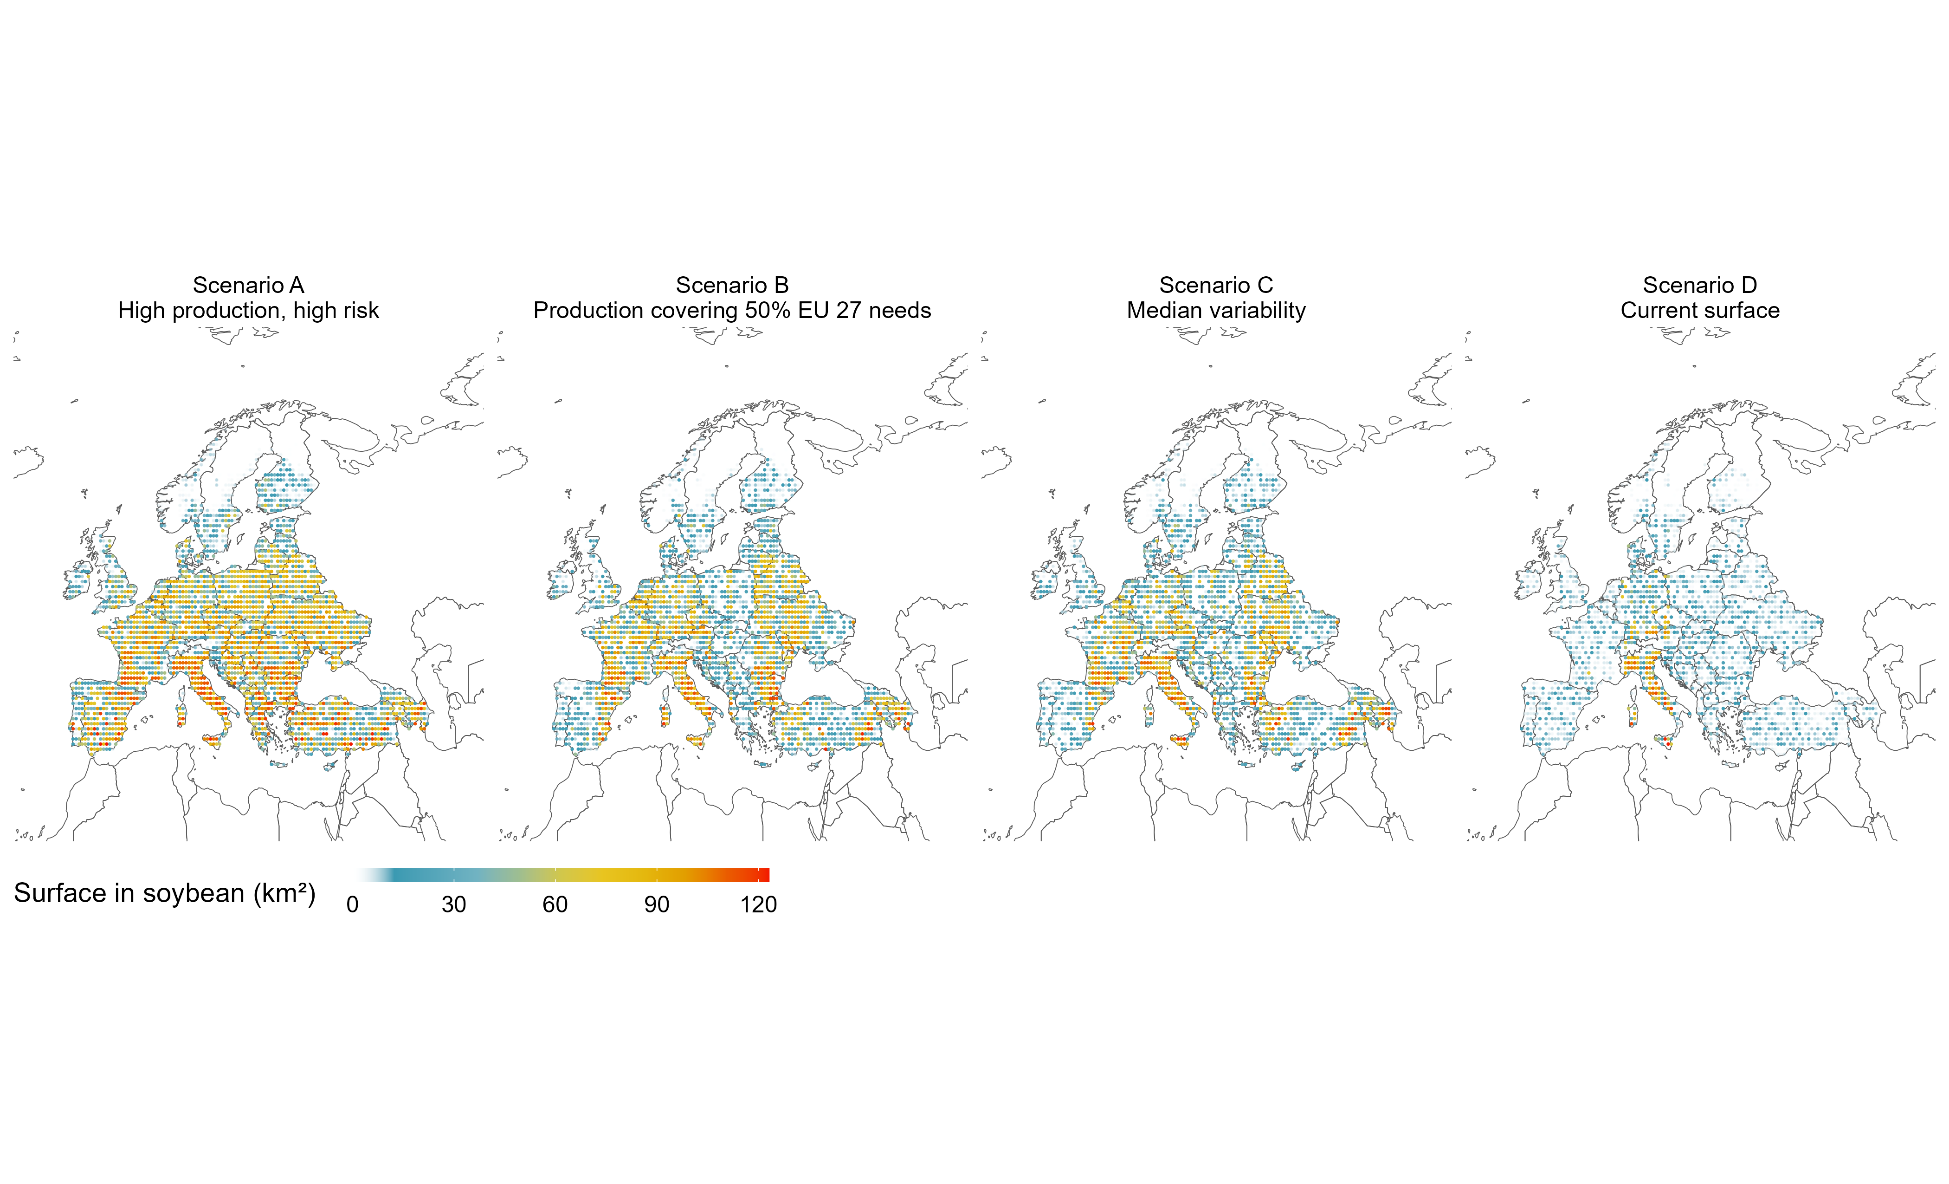 Scenario A
High production, high risk
Scenario B
Production covering 50% EU 27 needs
Scenario C
Median variability
Scenario D
Current surface
Surface in soybean (km²)
0 30 60 90 120